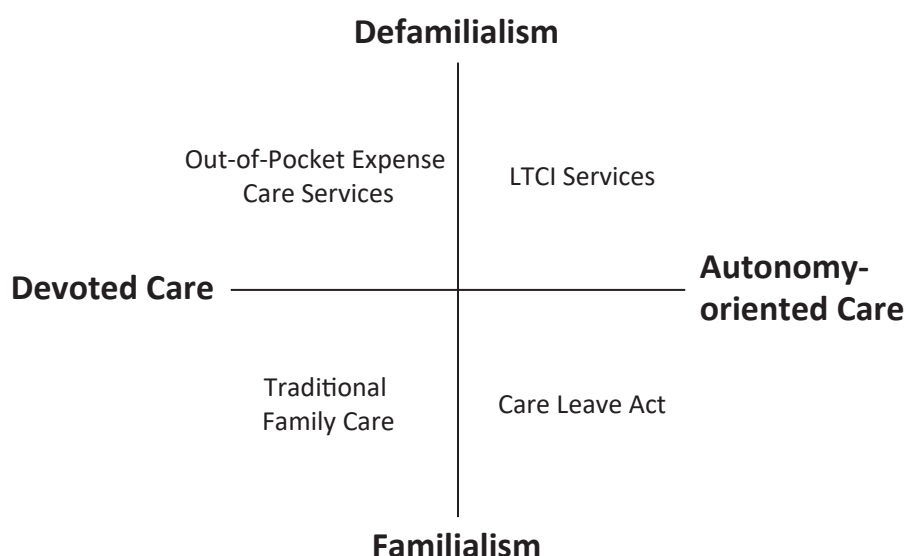 Defamilialism
Out-of-Pocket Expense
Care Services
LTCI Services
Devoted Care
Autonomy-
oriented Care
Traditional
Family Care
Care Leave Act
Familialism